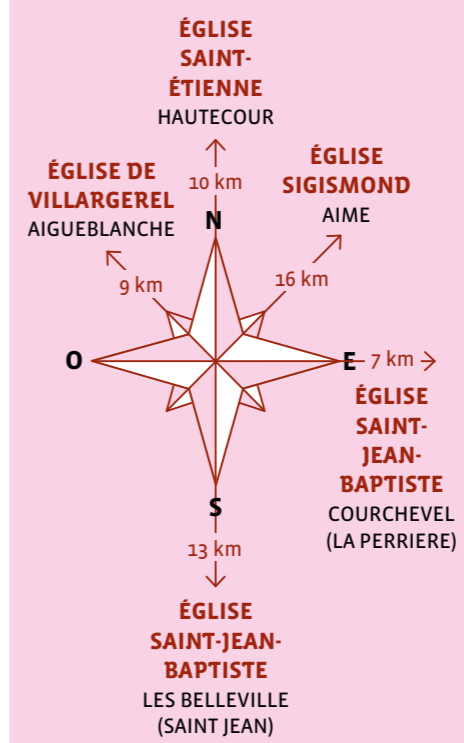 ÉGLISE
SAINT-
ÉTIENNE
HAUTECOUR
10 km
N
ÉGLISE DE
VILLARGEREL
AIGUEBLANCHE
9 km
ÉGLISE
SIGISMOND
AIME
16 km
O
E
7 km
ÉGLISE
SAINT-
JEAN-
BAPTISTE
COURCHEVEL
(LA PERRIERE)
S
13 km
ÉGLISE
SAINT-JEAN-
BAPTISTE
LES BELLEVILLE
(SAINT JEAN)